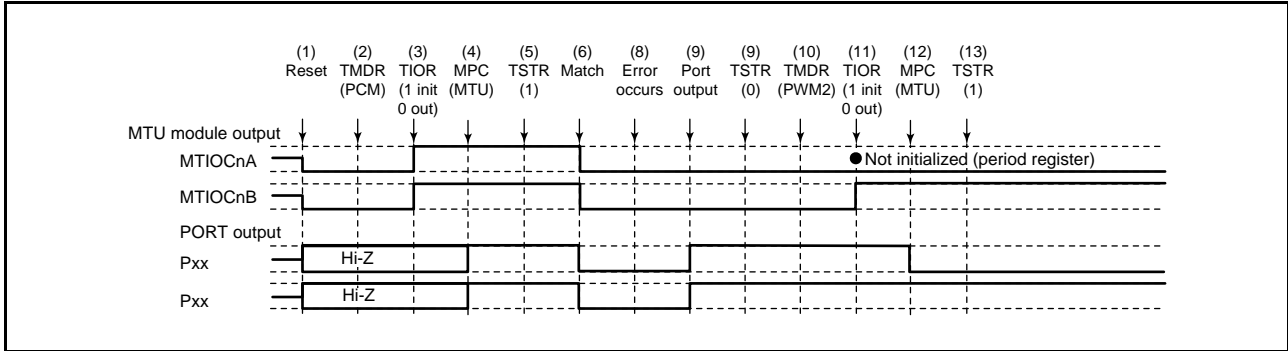 (1) (2) (3) (4) (5) (6) (8) (9) (9) (10) (11) (12) (13)
Reset TMDR TIOR MPC TSTR Match Error Port TSTR TMDR TIOR MPC TSTR
(PCM) (1 init (MTU) (1) occurs output (0) (PWM2) (1 init (MTU) (1)
0 out) 0 out)
MTU module output
MTIOCnA Not initialized (period register)
MTIOCnB
PORT output
Pxx Hi-Z
Pxx Hi-Z